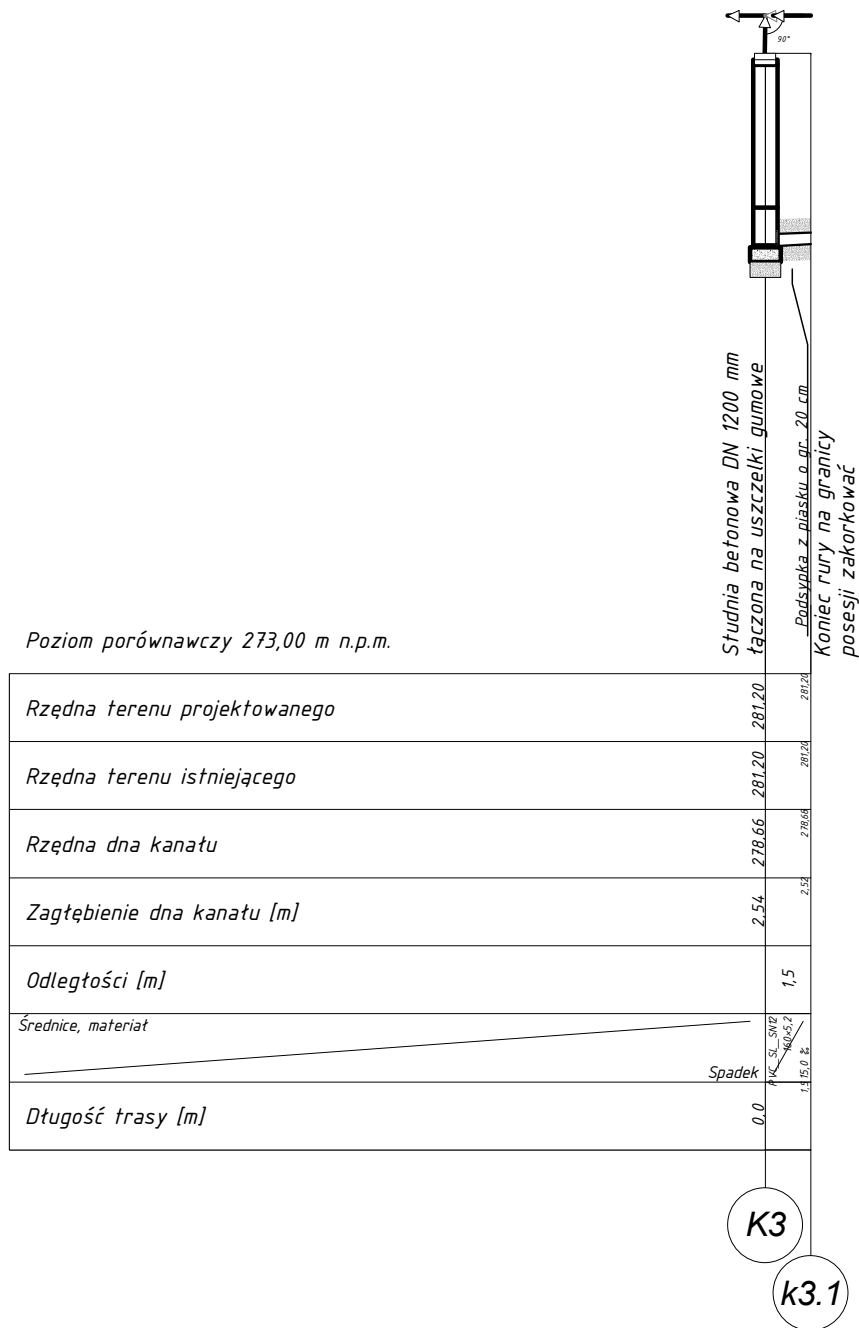 90°
Studnia betonowa DN 1200 mm
łączona na uszczelki gumowe
Podsypka z piasku o gr. 20 cm
Koniec rury na granicy
posesji zakorkować
Poziom porównawczy 273,00 m n.p.m.
Rzędna terenu projektowanego
281,20
281,20
Rzędna terenu istniejącego
281,20
281,20
Rzędna dna kanału
278,66
278,68
Zagłębienie dna kanału [m]
2,54
2,52
Odległości [m]
1,5
Średnice, materiał
PVC_SL_SN12
160x5,2
Spadek
15,0 ‰
Długość trasy [m]
0,0
1,5
K3
k3.1